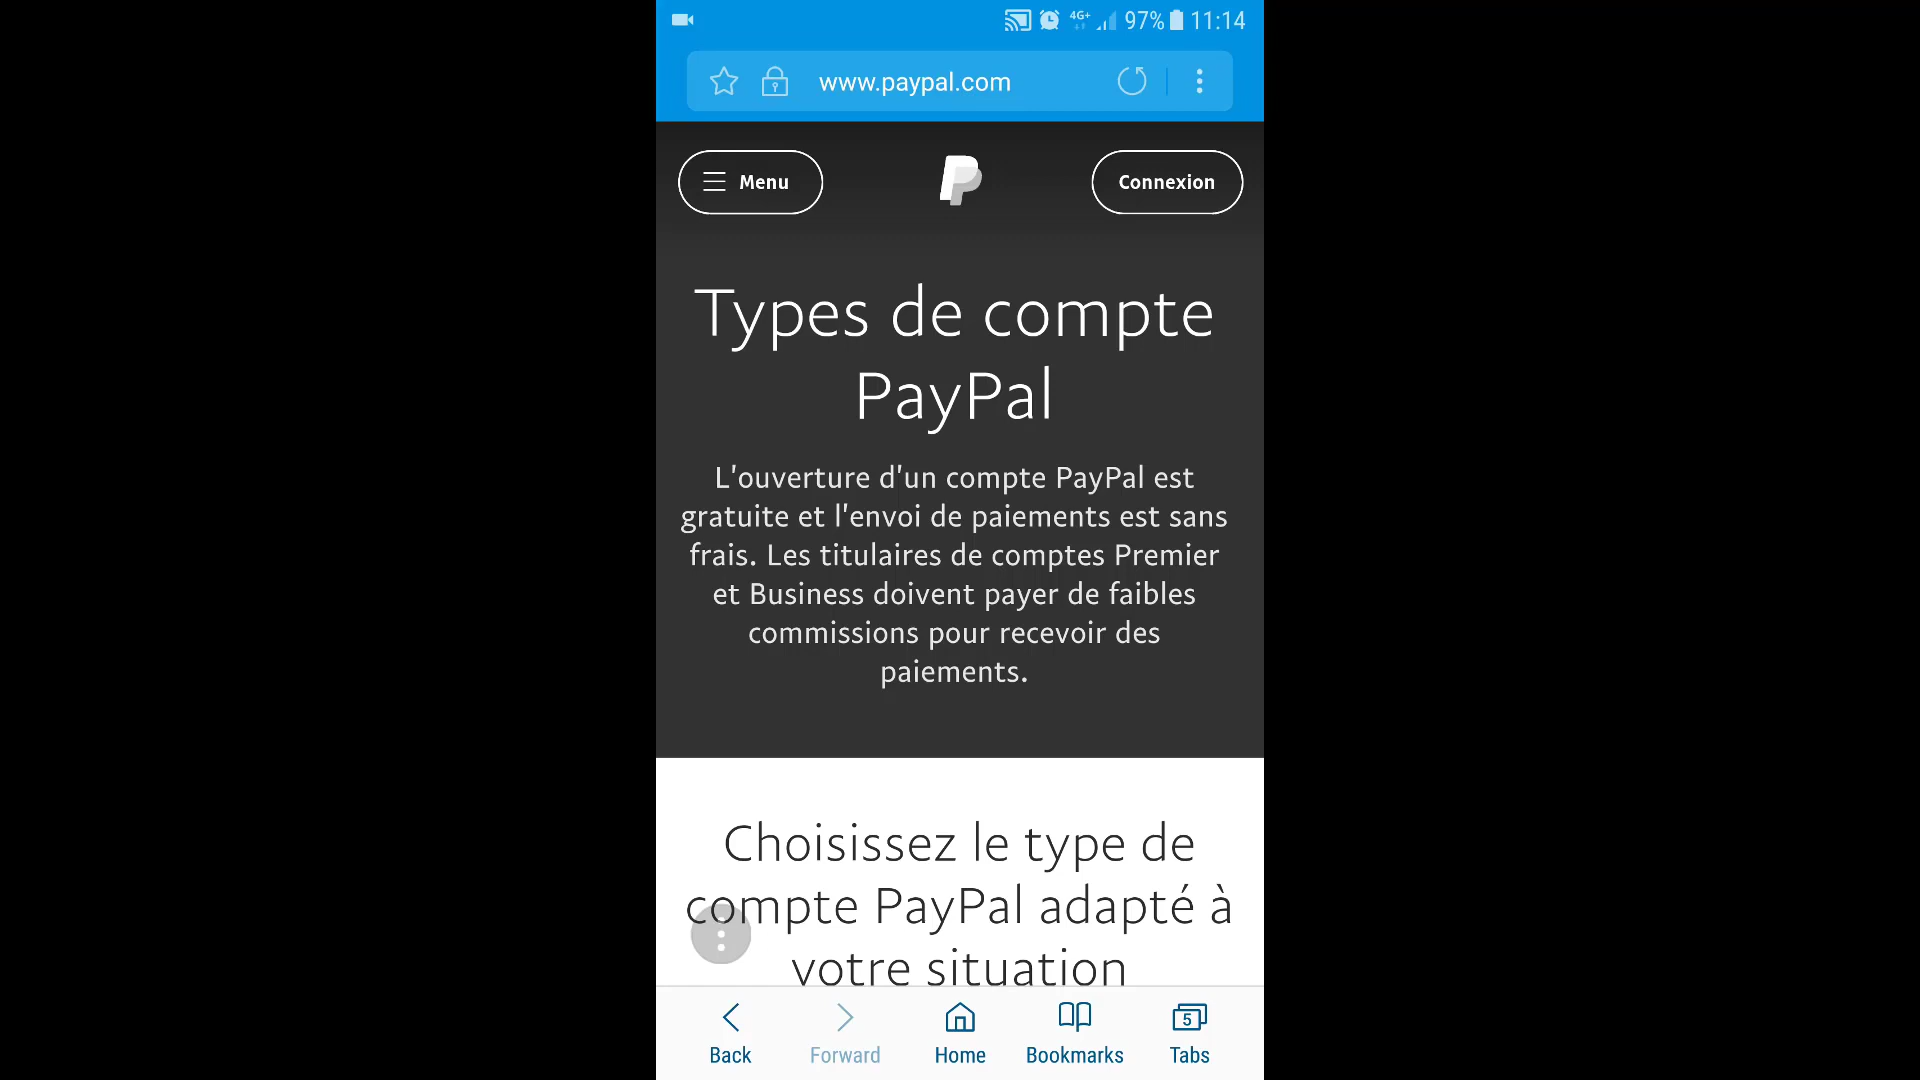 4G+ 97% 11:14
www.paypal.com
Menu
Connexion
Types de compte
PayPal
L'ouverture d'un compte PayPal est
gratuite et l'envoi de paiements est sans
frais. Les titulaires de comptes Premier
et Business doivent payer de faibles
commissions pour recevoir des
paiements.
Choisissez le type de
compte PayPal adapté à
votre situation
5
Back
Forward
Home
Bookmarks
Tabs